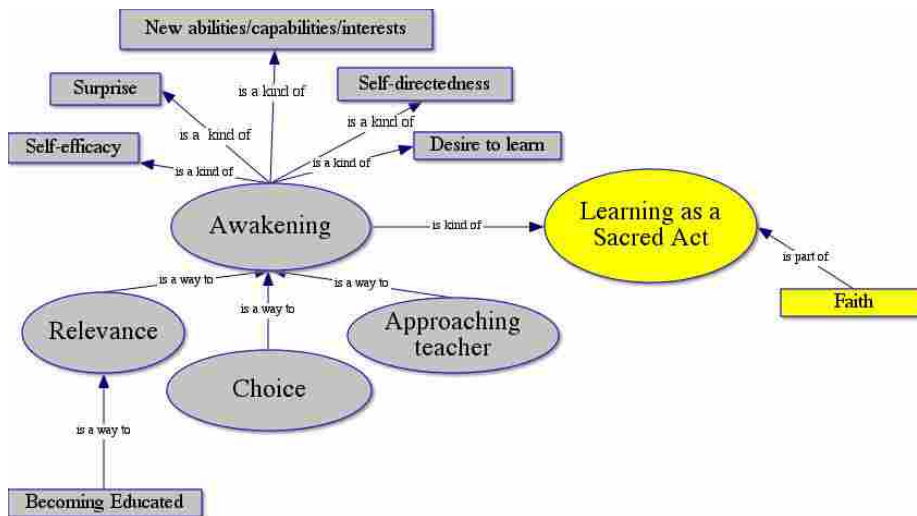 New abilities/capabilities/interests
Surprise
is a kind of
Self-directedness
is a kind of
is a kind of
Self-efficacy
is a kind of
is a kind of
Desire to learn
Awakening
is kind of
Learning as a
Sacred Act
is part of
Faith
is a way to
is a way to
is a way to
Relevance
Approaching
teacher
Choice
is a way to
Becoming Educated